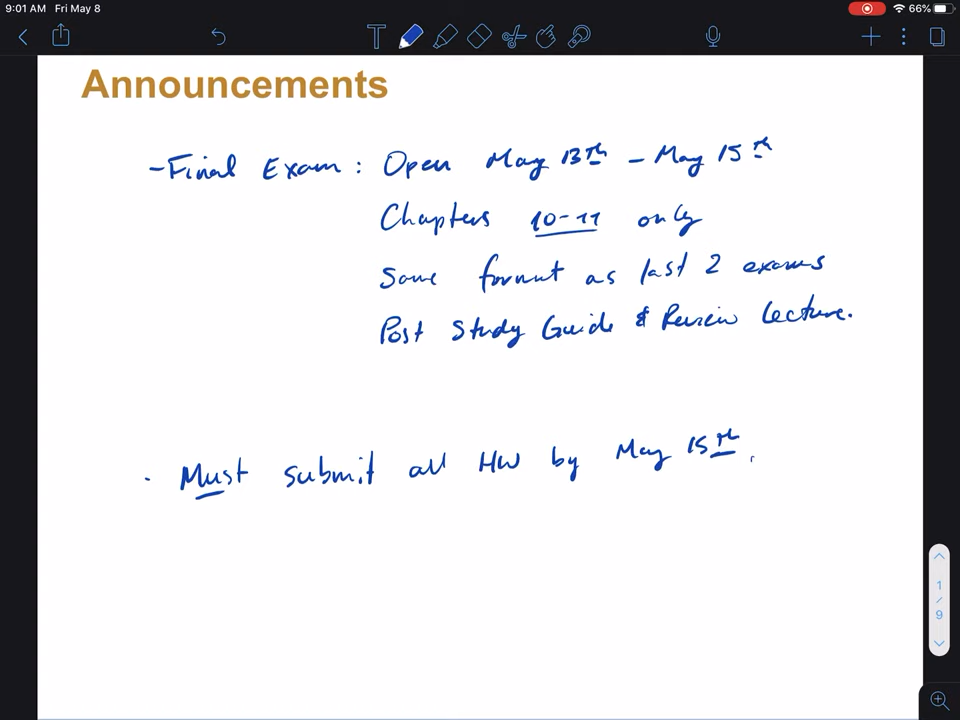 9:01 AM Fri May 8
66%
Announcements
- Final Exam : Open May 13th - May 15th
Chapters 10-11 only
Same format as last 2 exams
Post Study Guide & Review Lecture.
. Must submit all HW by May 15th
1
/
9